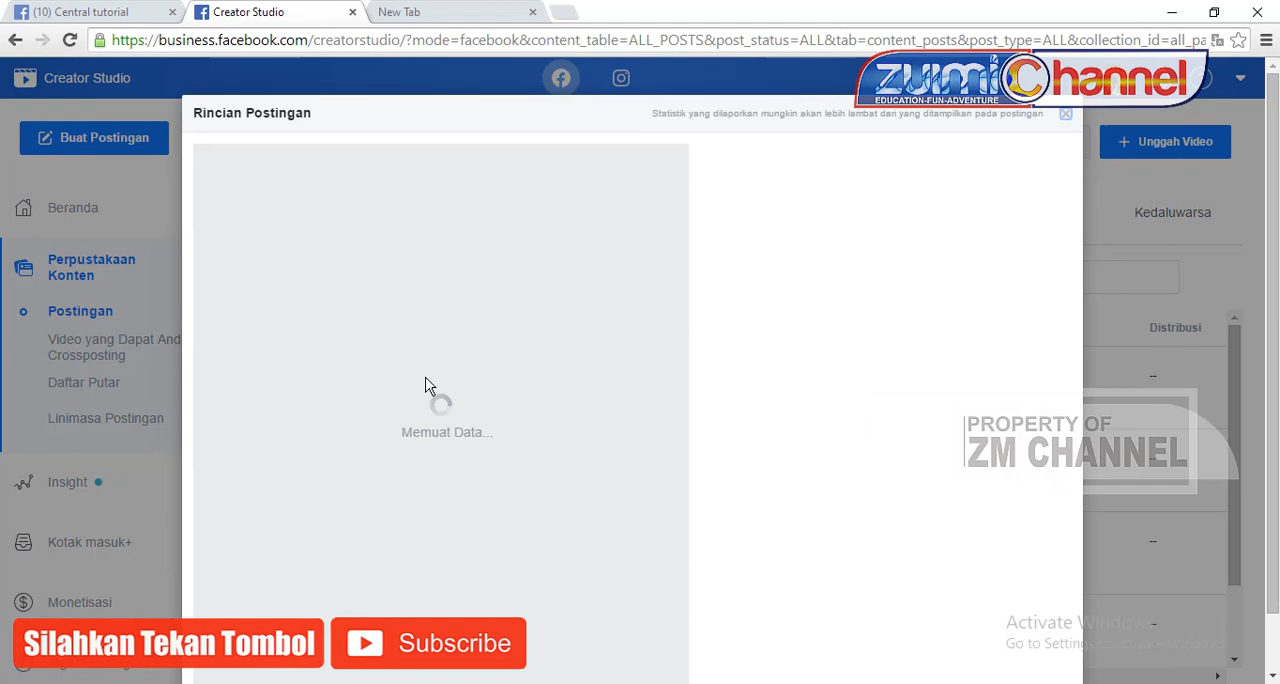 (10) Central tutorial
Creator Studio
New Tab
https://business.facebook.com/creatorstudio/?mode=facebook&content_table=ALL_POSTS&post_status=ALL&tab=content_posts&post_type=ALL&collection_id=all_pa
Creator Studio
Zulmi Channel
EDUCATION-FUN-ADVENTURE
Rincian Postingan
Statistik yang dilaporkan mungkin akan lebih lambat dari yang ditampilkan pada postingan
Buat Postingan
Unggah Video
Beranda
Kedaluwarsa
Perpustakaan
Konten
Postingan
Distribusi
Video yang Dapat And
Crossposting
Daftar Putar
--
Linimasa Postingan
PROPERTY OF
ZM CHANNEL
Memuat Data...
Insight
Kotak masuk+
--
Monetisasi
Activate Windows
Go to Settings
--
Silahkan Tekan Tombol
Subscribe